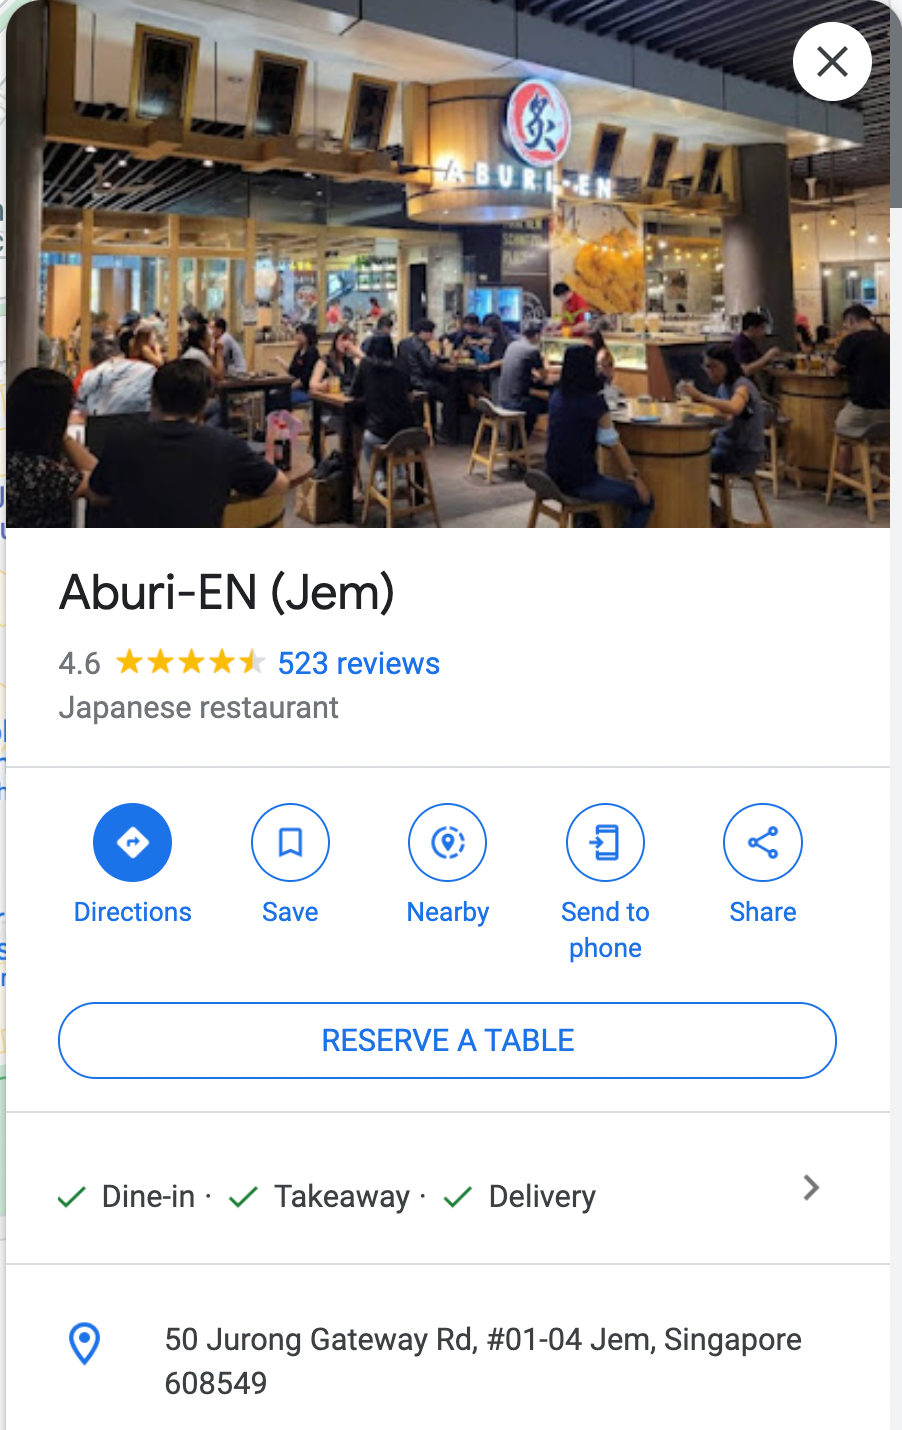 炙
ABURI-EN
Aburi-EN (Jem)
4.6 523 reviews
Japanese restaurant
Directions
Save
Nearby
Send to
phone
Share
RESERVE A TABLE
Dine-in · Takeaway · Delivery
50 Jurong Gateway Rd, #01-04 Jem, Singapore
608549